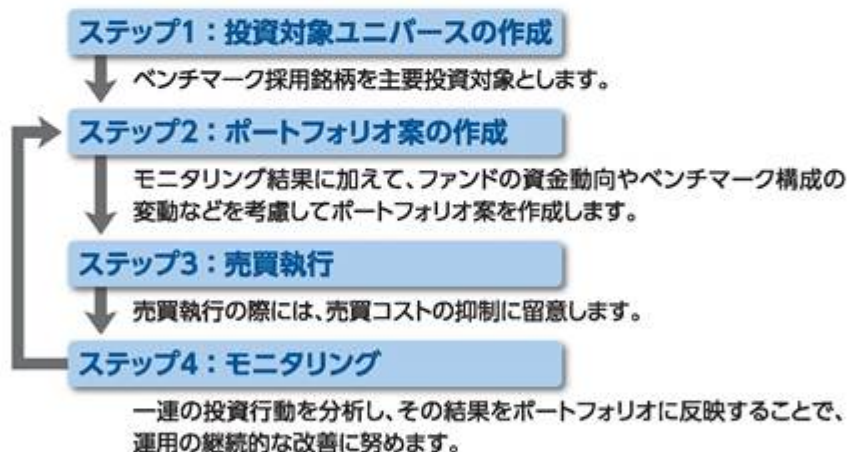 ステップ1：投資対象ユニバースの作成
ベンチマーク採用銘柄を主要投資対象とします。
ステップ2：ポートフォリオ案の作成
モニタリング結果に加えて、ファンドの資金動向やベンチマーク構成の
変動などを考慮してポートフォリオ案を作成します。
ステップ3：売買執行
売買執行の際には、売買コストの抑制に留意します。
ステップ4：モニタリング
一連の投資行動を分析し、その結果をポートフォリオに反映することで、
運用の継続的な改善に努めます。